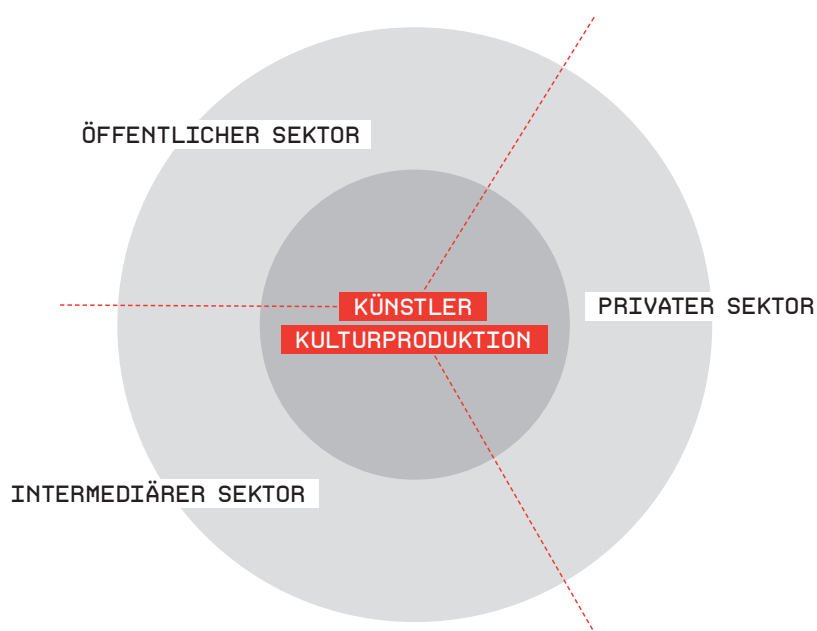 ÖFFENTLICHER SEKTOR
KÜNSTLER
PRIVATER SEKTOR
KULTURPRODUKTION
INTERMEDIÄRER SEKTOR